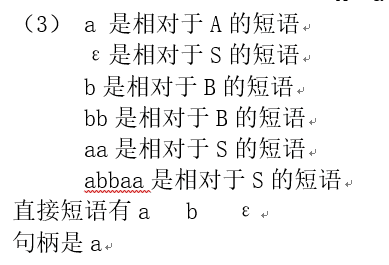 （3） a 是相对于 A 的短语
ε是相对于 S 的短语
b 是相对于 B 的短语
bb 是相对于 B 的短语
aa 是相对于 S 的短语
abbaa 是相对于 S 的短语
直接短语有 a b ε
句柄是 a